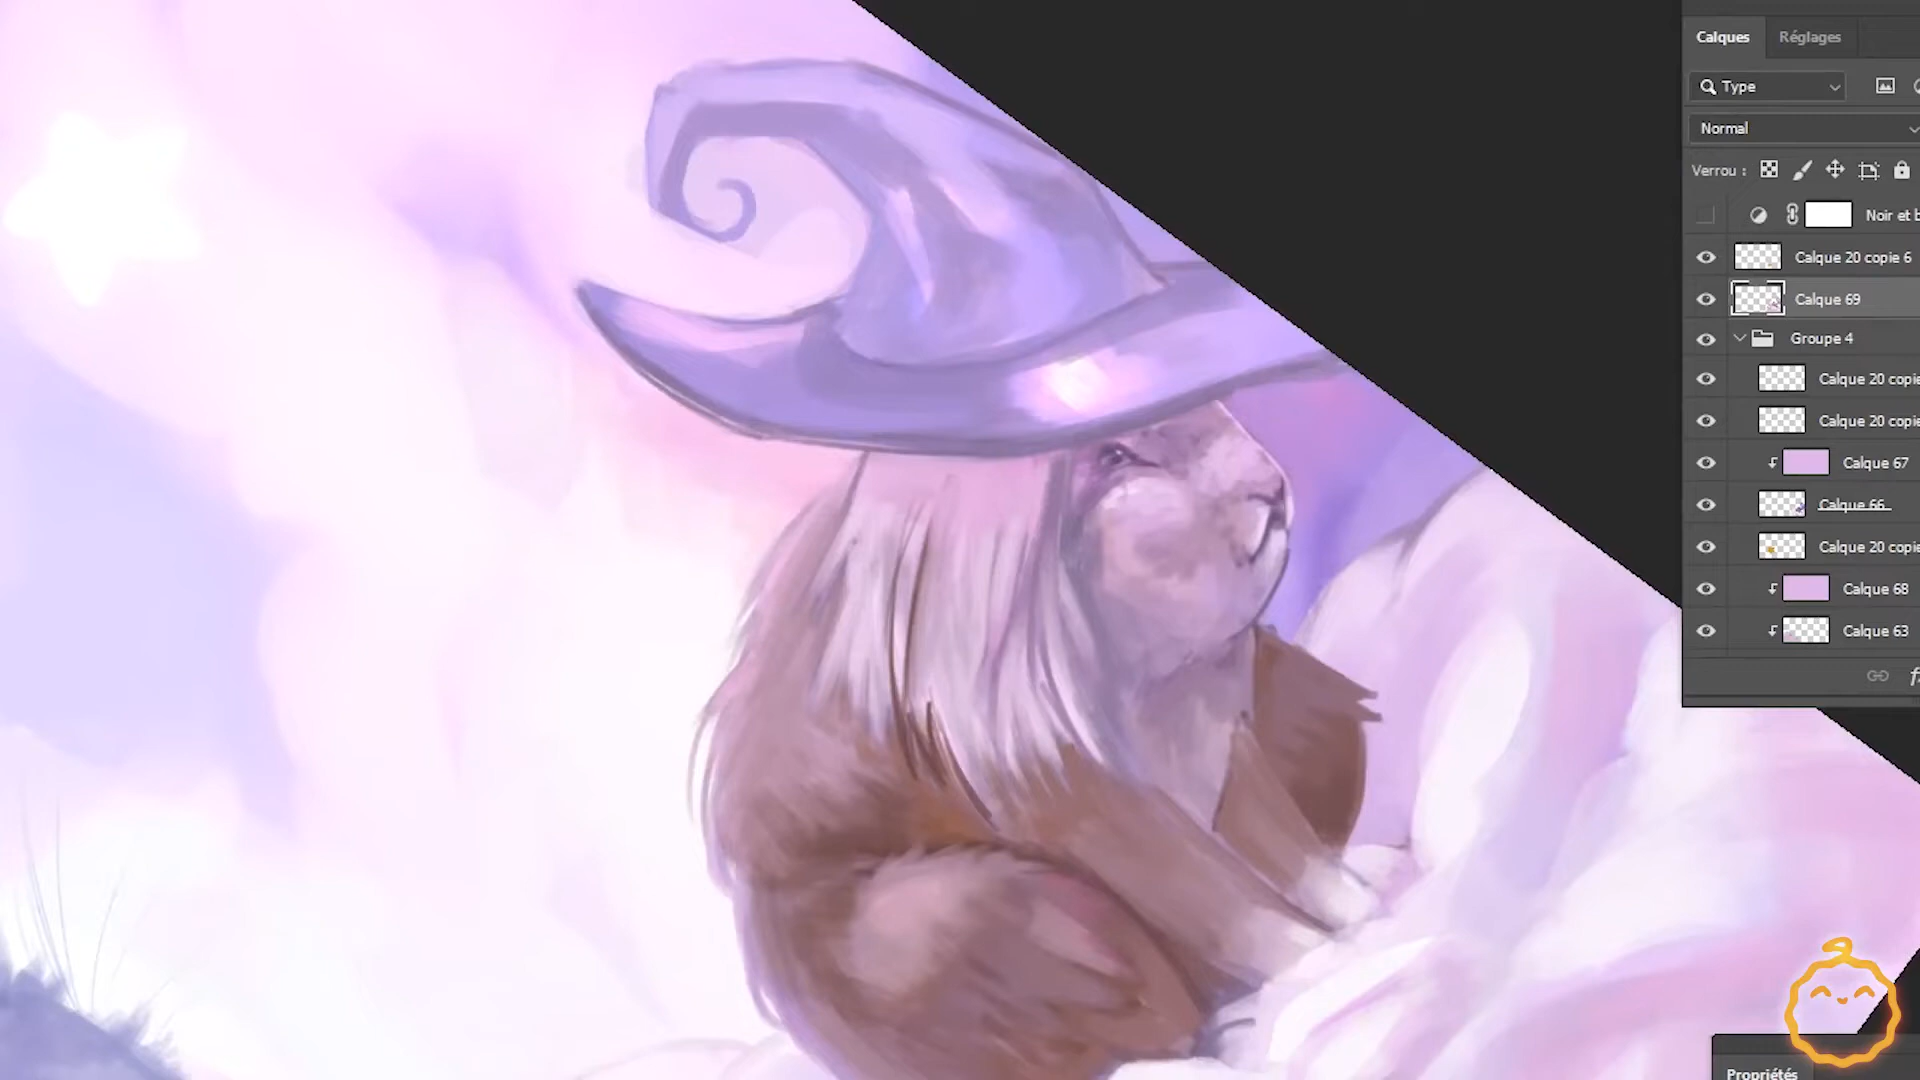 Calques Réglages
Type
Normal
Verrou :
Noir et b
Calque 20 copie 6
Calque 69
Groupe 4
Calque 20 copie
Calque 20 copie
Calque 67
Calque 66
Calque 20 copie
Calque 68
Calque 63
Propriétés